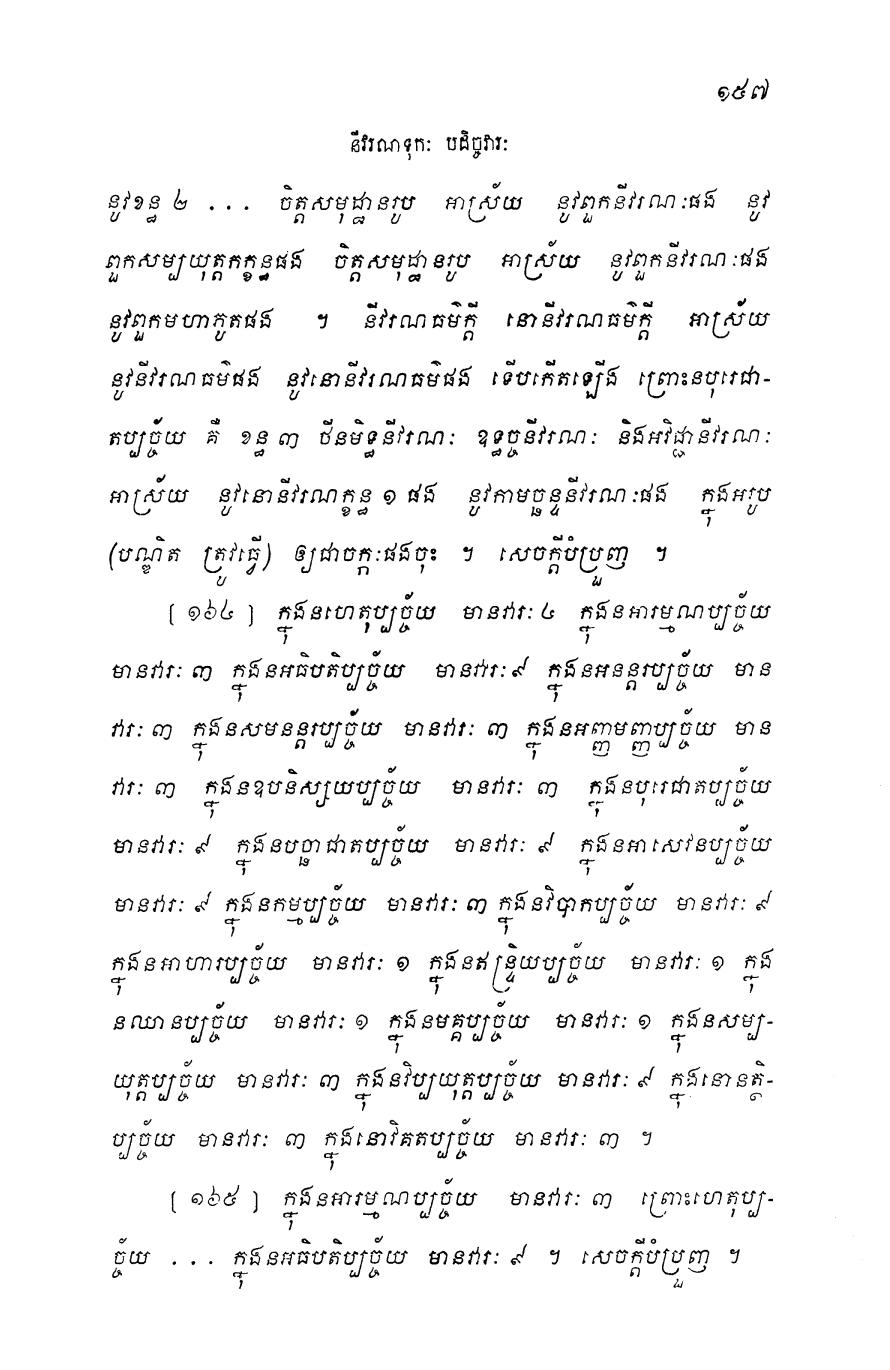 ១៥៧
នីវរណទុកៈ បដិច្ចវារៈ
នូវខន្ធ ២ ... ចិត្តសមុដ្ឋានរូប អាស្រ័យ នូវពួកនីវរណៈផង នូវ
ពួកសម្បយុត្តកក្ខន្ធផង ចិត្តសមុដ្ឋានរូប អាស្រ័យ នូវពួកនីវរណៈផង
នូវពួកមហាភូតផង ។ នីវរណធម៌ក្តី នោនីវរណធម៌ក្តី អាស្រ័យ
នូវនីវរណធម៌ផង នូវនោនីវរណធម៌ផង ទើបកើតឡើង ព្រោះនបុរេជា-
តប្បច្ច័យ គឺ ខន្ធ ៣ ថីនមិទ្ធនីវរណៈ ឧទ្ធច្ចនីវរណៈ និងអវិជ្ជានីវរណៈ
អាស្រ័យ នូវនោនីវរណក្ខន្ធ ១ ផង នូវកាមច្ឆន្ទនីវរណៈផង ក្នុងអរូប
(បណ្ឌិត ត្រូវធ្វើ) ឲ្យជាចក្កៈផងចុះ ។ សេចក្តីបំប្រួញ ។
[ ១៦៤ ] ក្នុងនហេតុប្បច្ច័យ មានវារៈ ៤ ក្នុងនអារម្មណប្បច្ច័យ
មានវារៈ ៣ ក្នុងនអធិបតិប្បច្ច័យ មានវារៈ ៩ ក្នុងនអនន្តរប្បច្ច័យ មាន
វារៈ ៣ ក្នុងនសមនន្តរប្បច្ច័យ មានវារៈ ៣ ក្នុងនអញ្ញាមញ្ញប្បច្ច័យ មាន
វារៈ ៣ ក្នុងនឧបនិស្សយប្បច្ច័យ មានវារៈ ៣ ក្នុងនបុរេជាតប្បច្ច័យ
មានវារៈ ៩ ក្នុងនបច្ឆាជាតប្បច្ច័យ មានវារៈ ៩ ក្នុងនអាសេវនប្បច្ច័យ
មានវារៈ ៩ ក្នុងនកម្មប្បច្ច័យ មានវារៈ ៣ ក្នុងនវិបាកប្បច្ច័យ មានវារៈ ៩
ក្នុងនអាហារប្បច្ច័យ មានវារៈ ១ ក្នុងនឥន្ទ្រិយប្បច្ច័យ មានវារៈ ១ ក្នុង
នឈានប្បច្ច័យ មានវារៈ ១ ក្នុងនមគ្គប្បច្ច័យ មានវារៈ ១ ក្នុងនសម្ប-
យុត្តប្បច្ច័យ មានវារៈ ៣ ក្នុងនវិប្បយុត្តប្បច្ច័យ មានវារៈ ៩ ក្នុងនោនត្ថិ-
ប្បច្ច័យ មានវារៈ ៣ ក្នុងនោវិគតប្បច្ច័យ មានវារៈ ៣ ។
[ ១៦៥ ] ក្នុងនអារម្មណប្បច្ច័យ មានវារៈ ៣ ព្រោះហេតុប្ប-
ច្ច័យ ... ក្នុងនអធិបតិប្បច្ច័យ មានវារៈ ៩ ។ សេចក្តីបំប្រួញ ។